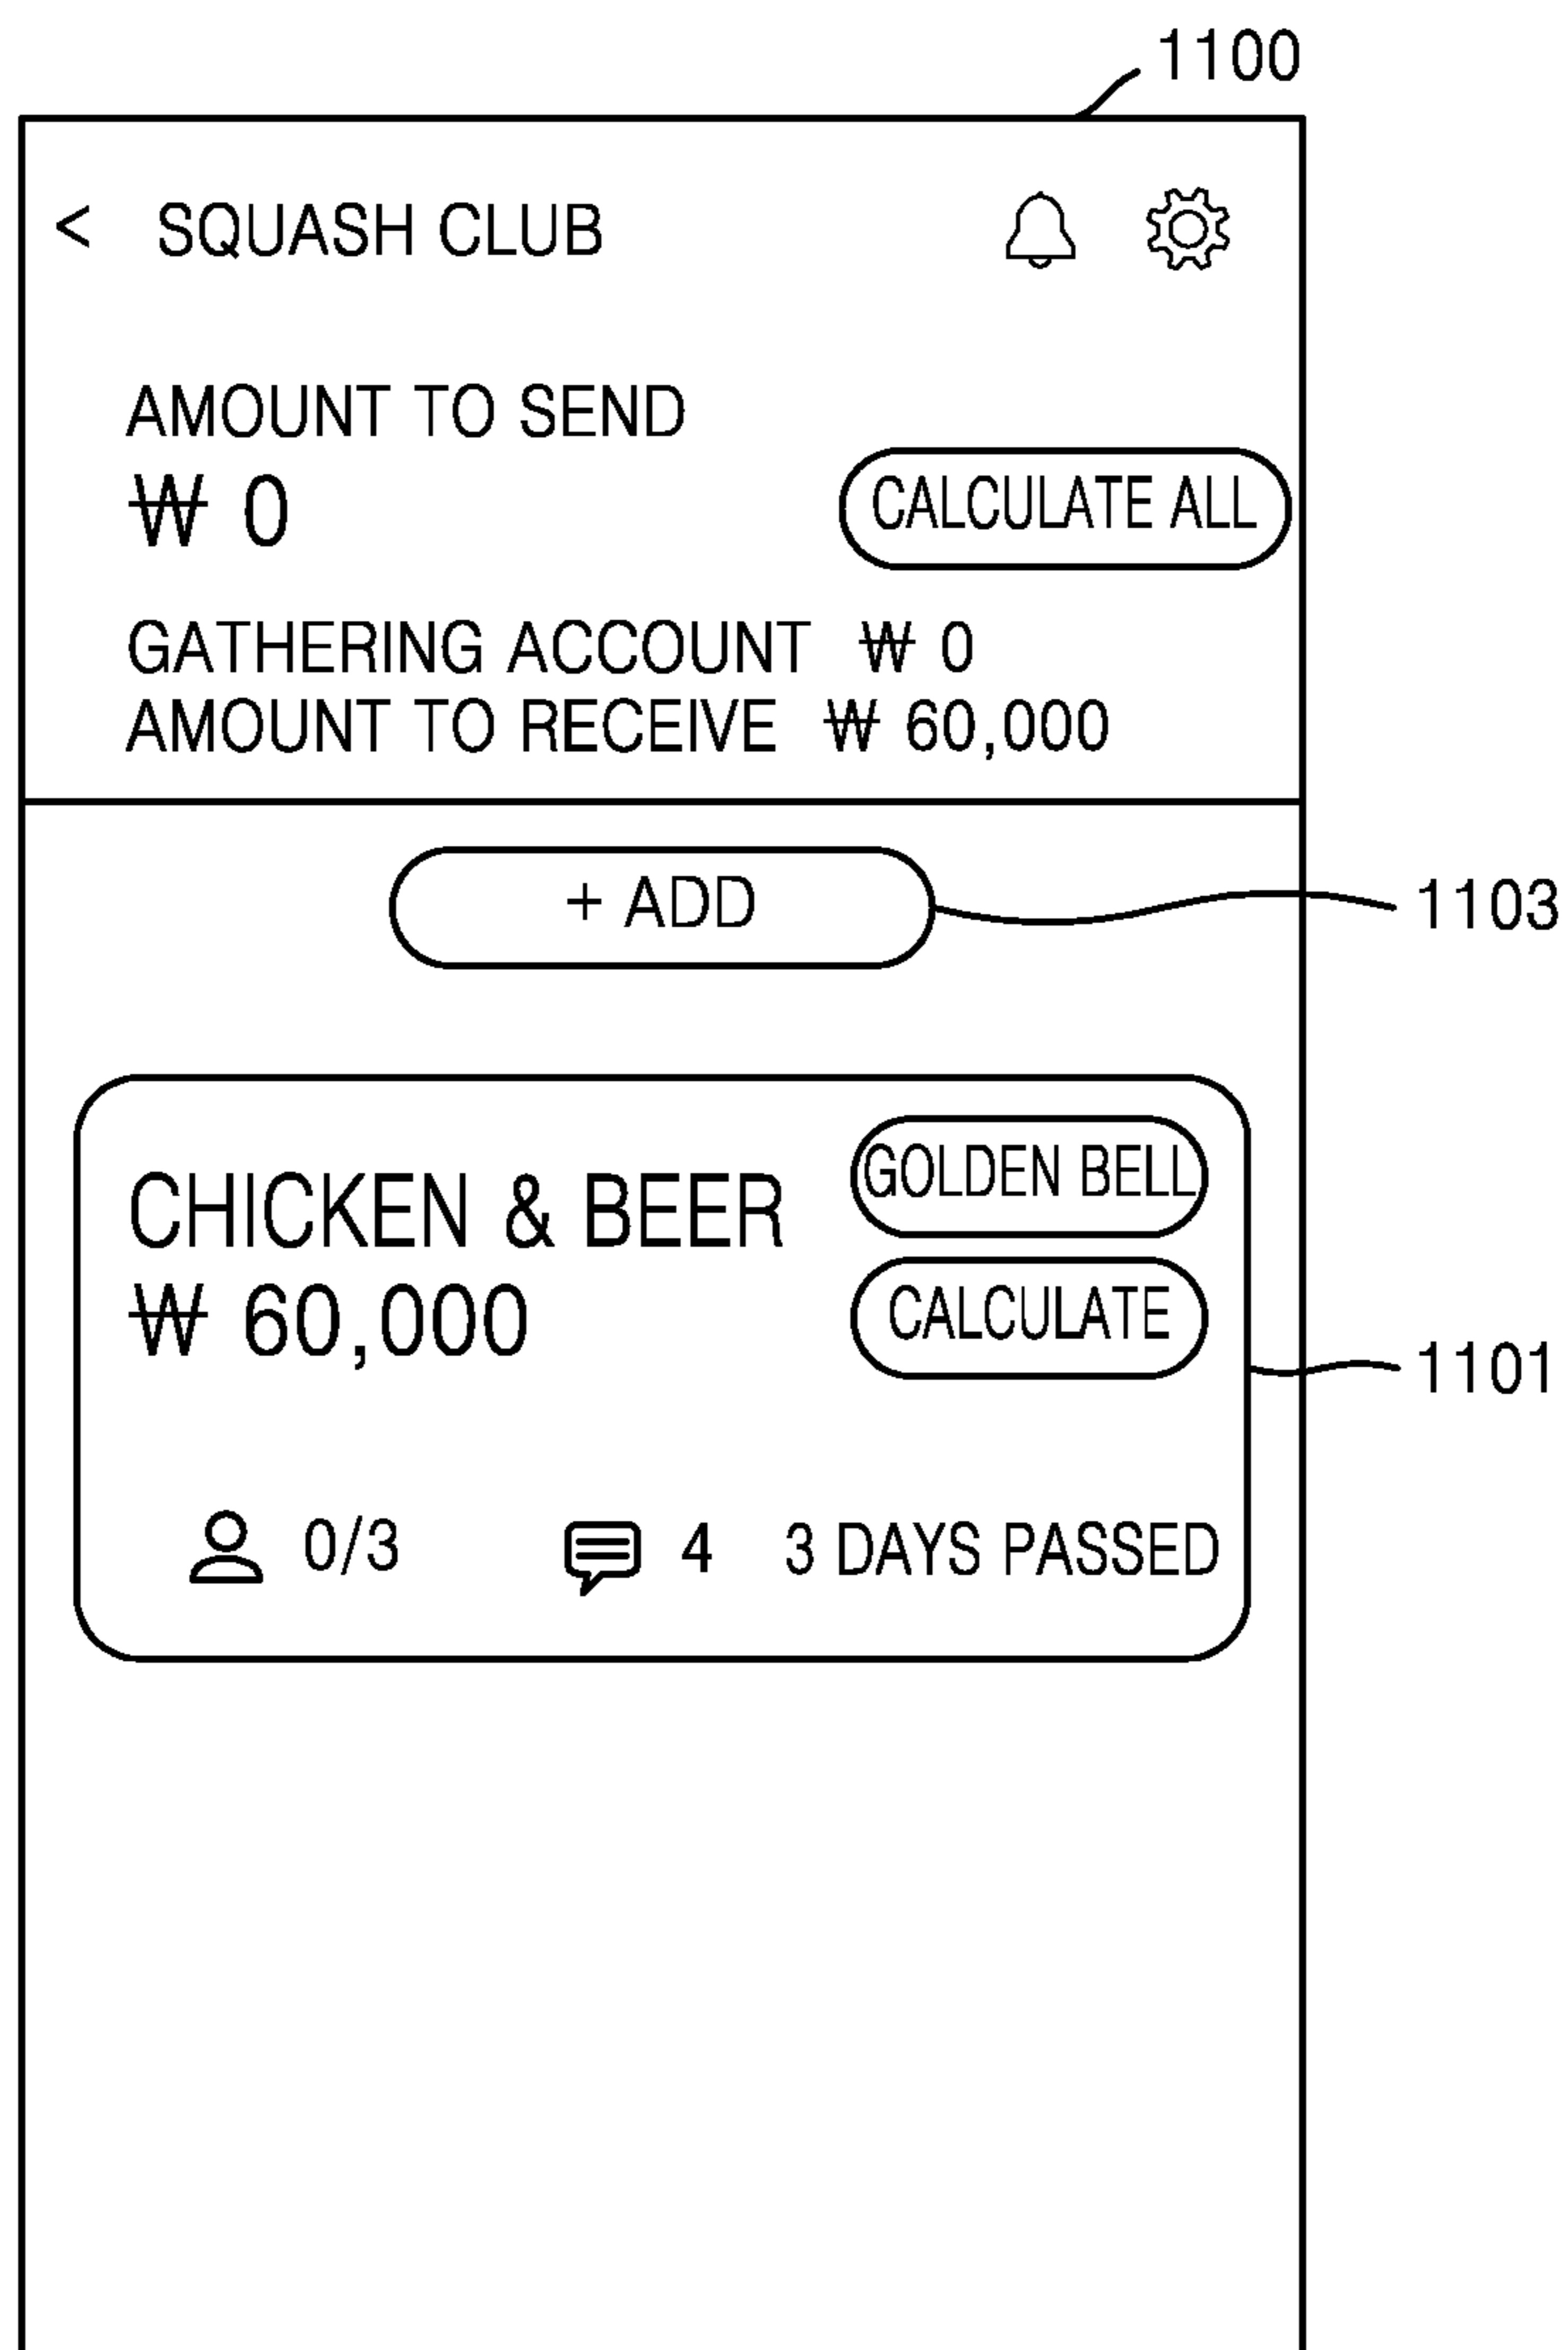 1100
< SQUASH CLUB
AMOUNT TO SEND
₩ 0
CALCULATE ALL
GATHERING ACCOUNT ₩ 0
AMOUNT TO RECEIVE ₩ 60,000
+ ADD
1103
GOLDEN BELL
CHICKEN & BEER
₩ 60,000
CALCULATE
1101
0/3 4 3 DAYS PASSED